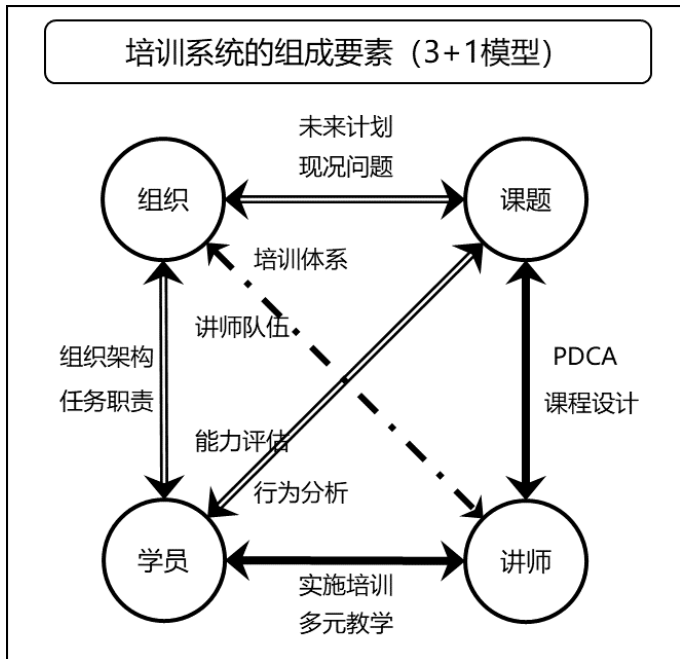 培训系统的组成要素（3+1模型）
未来计划
现况问题
组织
课题
培训体系
讲师队伍
组织架构
任务职责
PDCA
课程设计
能力评估
行为分析
学员
讲师
实施培训
多元教学